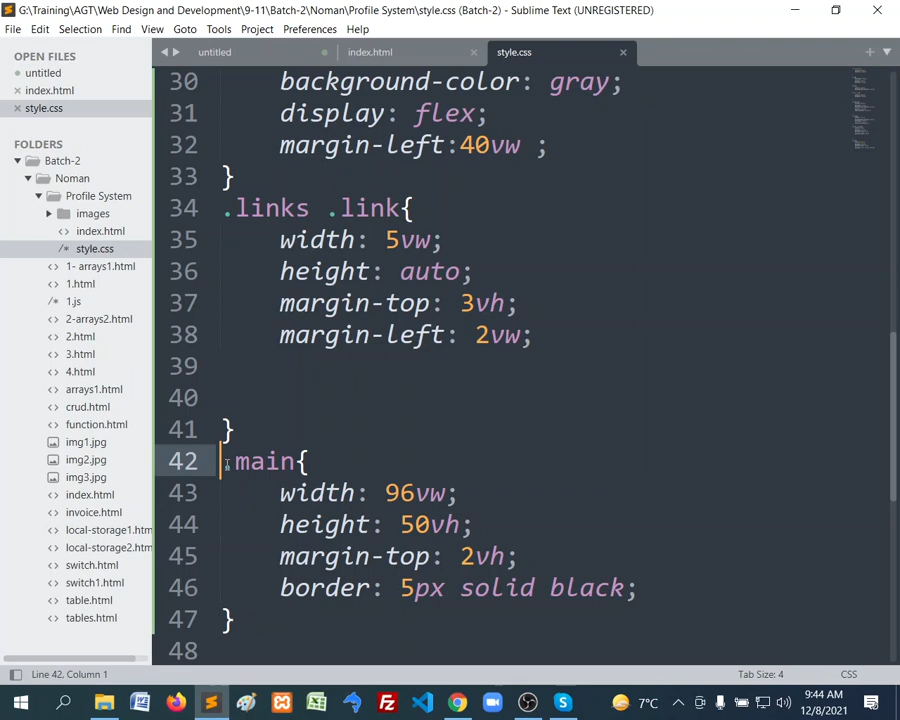 G:\Training\AGT\Web Design and Development\9-11\Batch-2\Noman\Profile System\style.css (Batch-2) - Sublime Text (UNREGISTERED)
File Edit Selection Find View Goto Tools Project Preferences Help
OPEN FILES
untitled
index.html
style.css
FOLDERS
Batch-2
Noman
Profile System
images
index.html
style.css
1- arrays1.html
1.html
1.js
2-arrays2.html
2.html
3.html
4.html
arrays1.html
crud.html
function.html
img1.jpg
img2.jpg
img3.jpg
index.html
invoice.html
local-storage1.htm
local-storage2.htm
switch.html
switch1.html
table.html
tables.html
untitled index.html style.css
30 background-color: gray;
31 display: flex;
32 margin-left:40vw ;
33 }
34 .links .link{
35 width: 5vw;
36 height: auto;
37 margin-top: 3vh;
38 margin-left: 2vw;
39
40
41 }
42 .main{
43 width: 96vw;
44 height: 50vh;
45 margin-top: 2vh;
46 border: 5px solid black;
47 }
48
Line 42, Column 1 Tab Size: 4 CSS
7°C 9:44 AM
12/8/2021